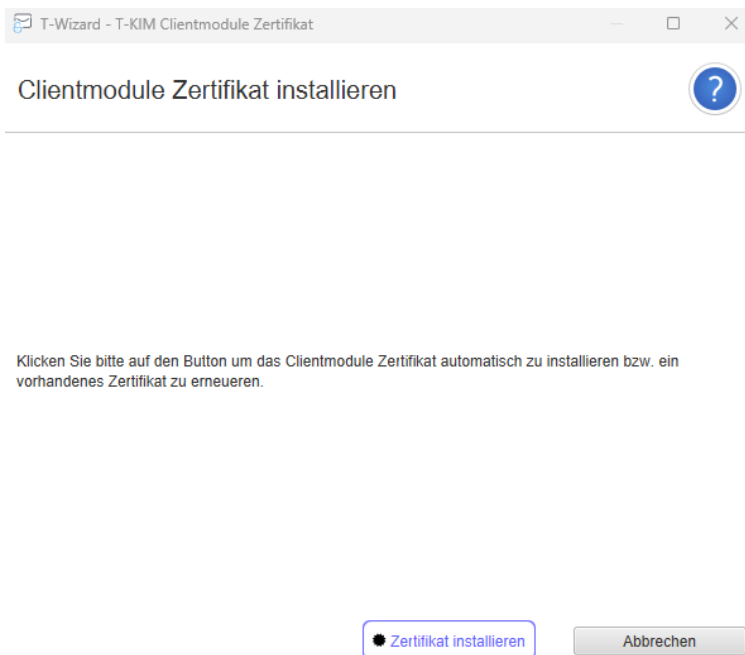 T-Wizard - T-KIM Clientmodule Zertifikat
Clientmodule Zertifikat installieren
?
Klicken Sie bitte auf den Button um das Clientmodule Zertifikat automatisch zu installieren bzw. ein
vorhandenes Zertifikat zu erneueren.
Zertifikat installieren
Abbrechen